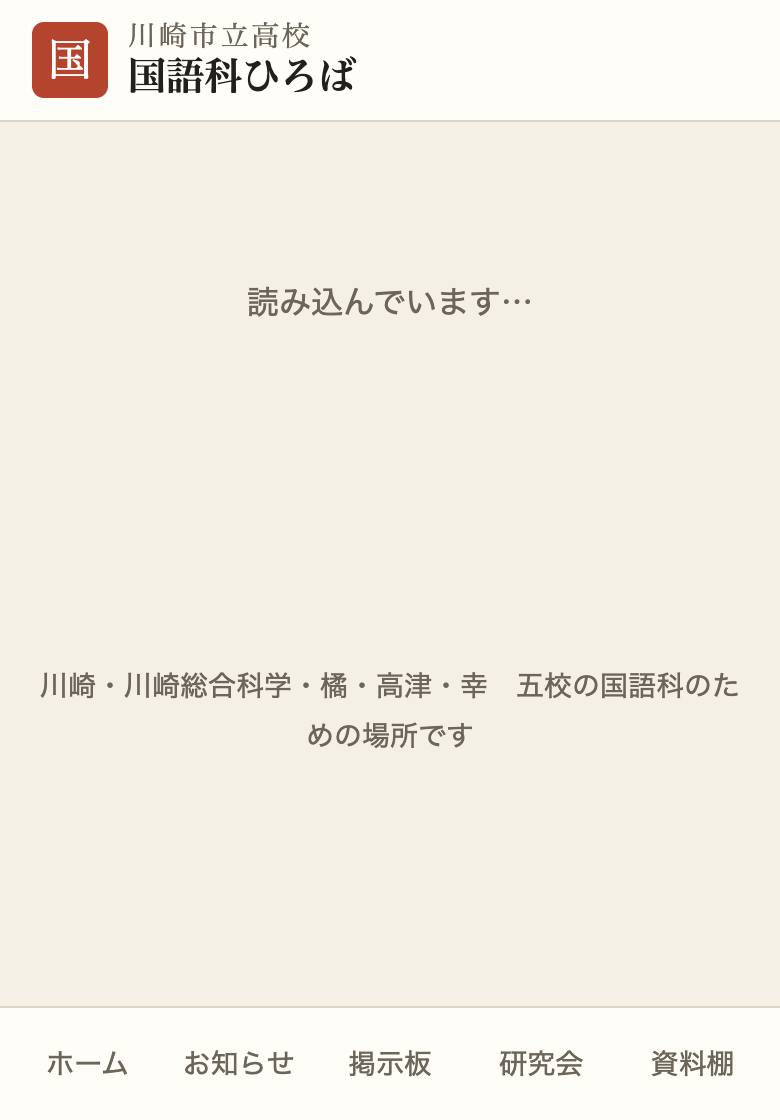 国
川崎市立高校
国語科ひろば
読み込んでいます…
川崎・川崎総合科学・橘・高津・幸　五校の国語科のた
めの場所です
ホーム　お知らせ　掲示板　研究会　資料棚